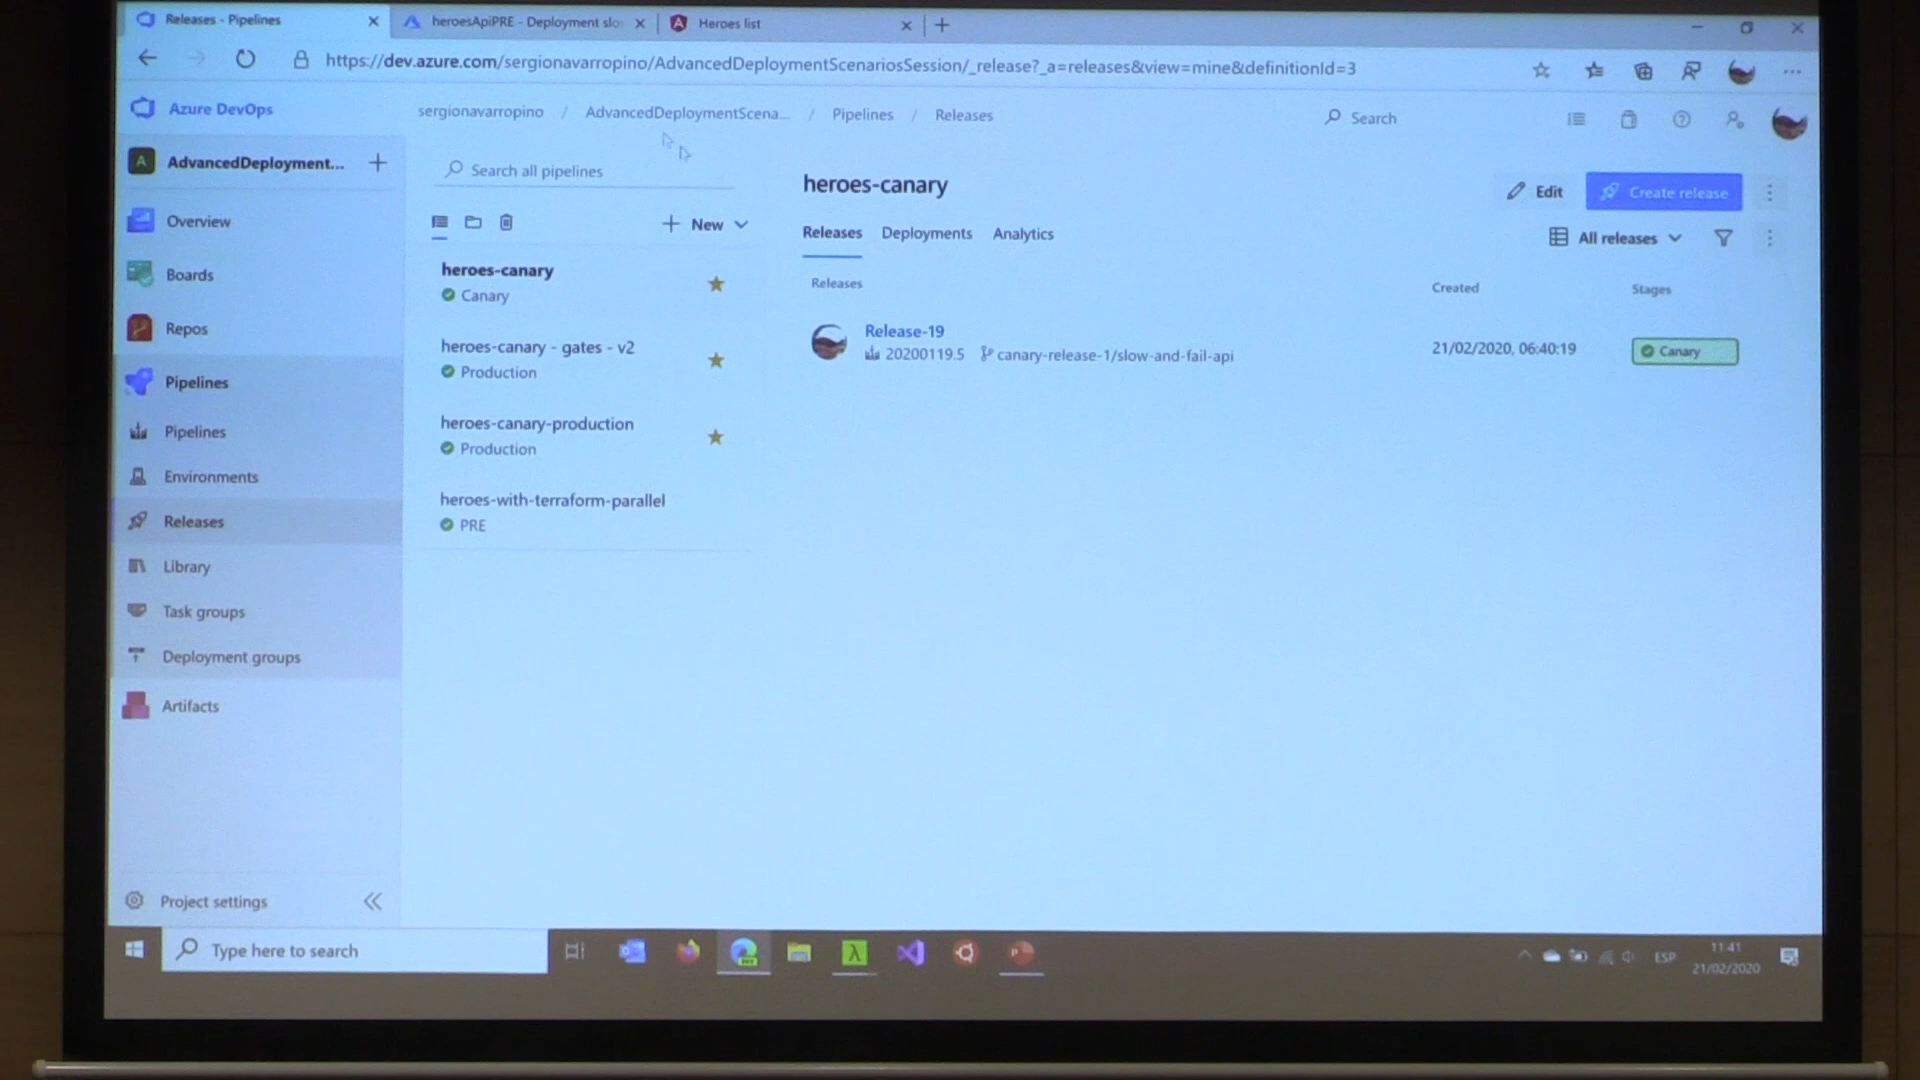 Releases - Pipelines
heroesApiPRE - Deployment slo
Heroes list
https://dev.azure.com/sergionavarropino/AdvancedDeploymentScenariosSession/_release?_a=releases&view=mine&definitionId=3
Azure DevOps
sergionavarropino / AdvancedDeploymentScena... / Pipelines / Releases
Search
A AdvancedDeployment...
Overview
Boards
Repos
Pipelines
Pipelines
Environments
Releases
Library
Task groups
Deployment groups
Artifacts
Project settings
Search all pipelines
New
heroes-canary
Canary
heroes-canary - gates - v2
Production
heroes-canary-production
Production
heroes-with-terraform-parallel
PRE
heroes-canary
Edit
Create release
Releases Deployments Analytics
All releases
Releases Created Stages
Release-19
20200119.5 canary-release-1/slow-and-fail-api
21/02/2020, 06:40:19
Canary
Type here to search
ESP
11:41
21/02/2020